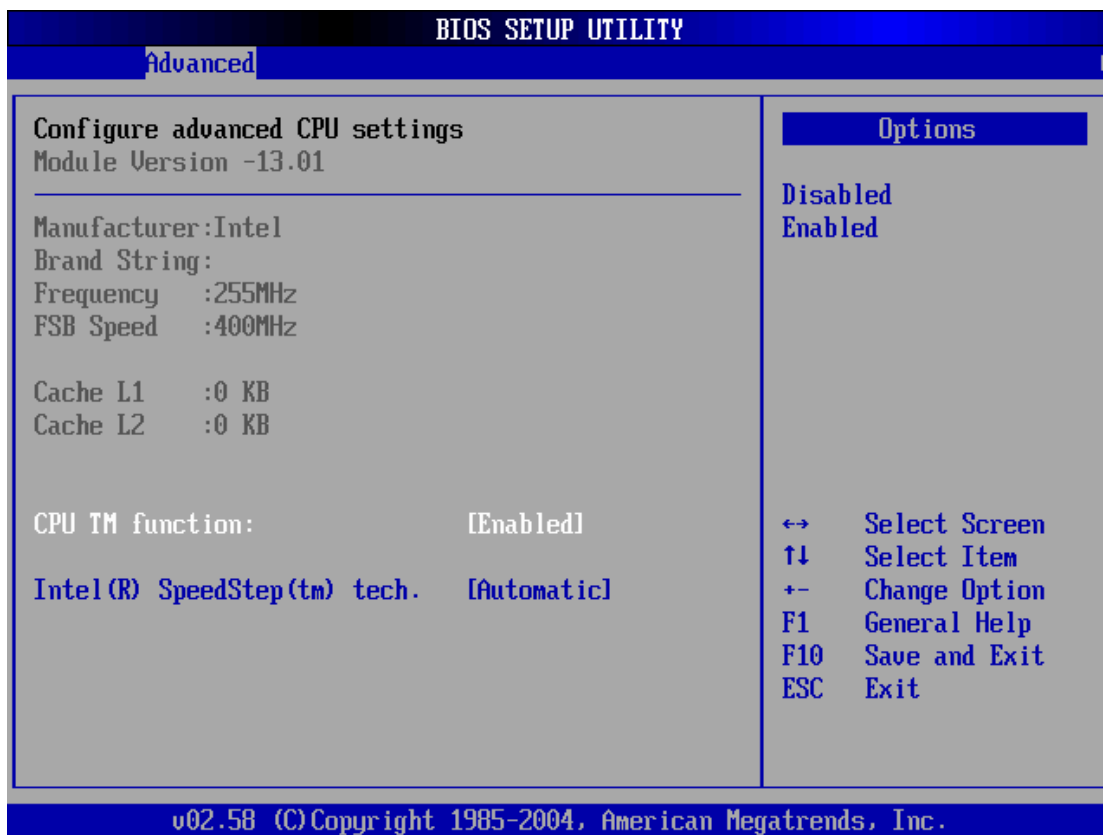 BIOS SETUP UTILITY
Advanced
Configure advanced CPU settings
Module Version -13.01
Manufacturer:Intel
Brand String:
Frequency :255MHz
FSB Speed :400MHz
Cache L1 :0 KB
Cache L2 :0 KB
CPU TM function: [Enabled]
Intel(R) SpeedStep(tm) tech. [Automatic]
Options
Disabled
Enabled
↔ Select Screen
↑↓ Select Item
+- Change Option
F1 General Help
F10 Save and Exit
ESC Exit
v02.58 (C)Copyright 1985-2004, American Megatrends, Inc.